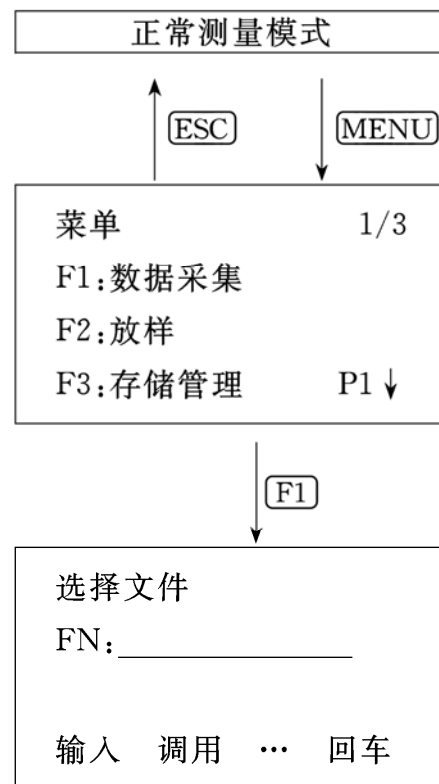 正常测量模式
ESC MENU
菜单 1/3
F1:数据采集
F2:放样
F3:存储管理 P1↓
F1
选择文件
FN:
输入 调用 … 回车